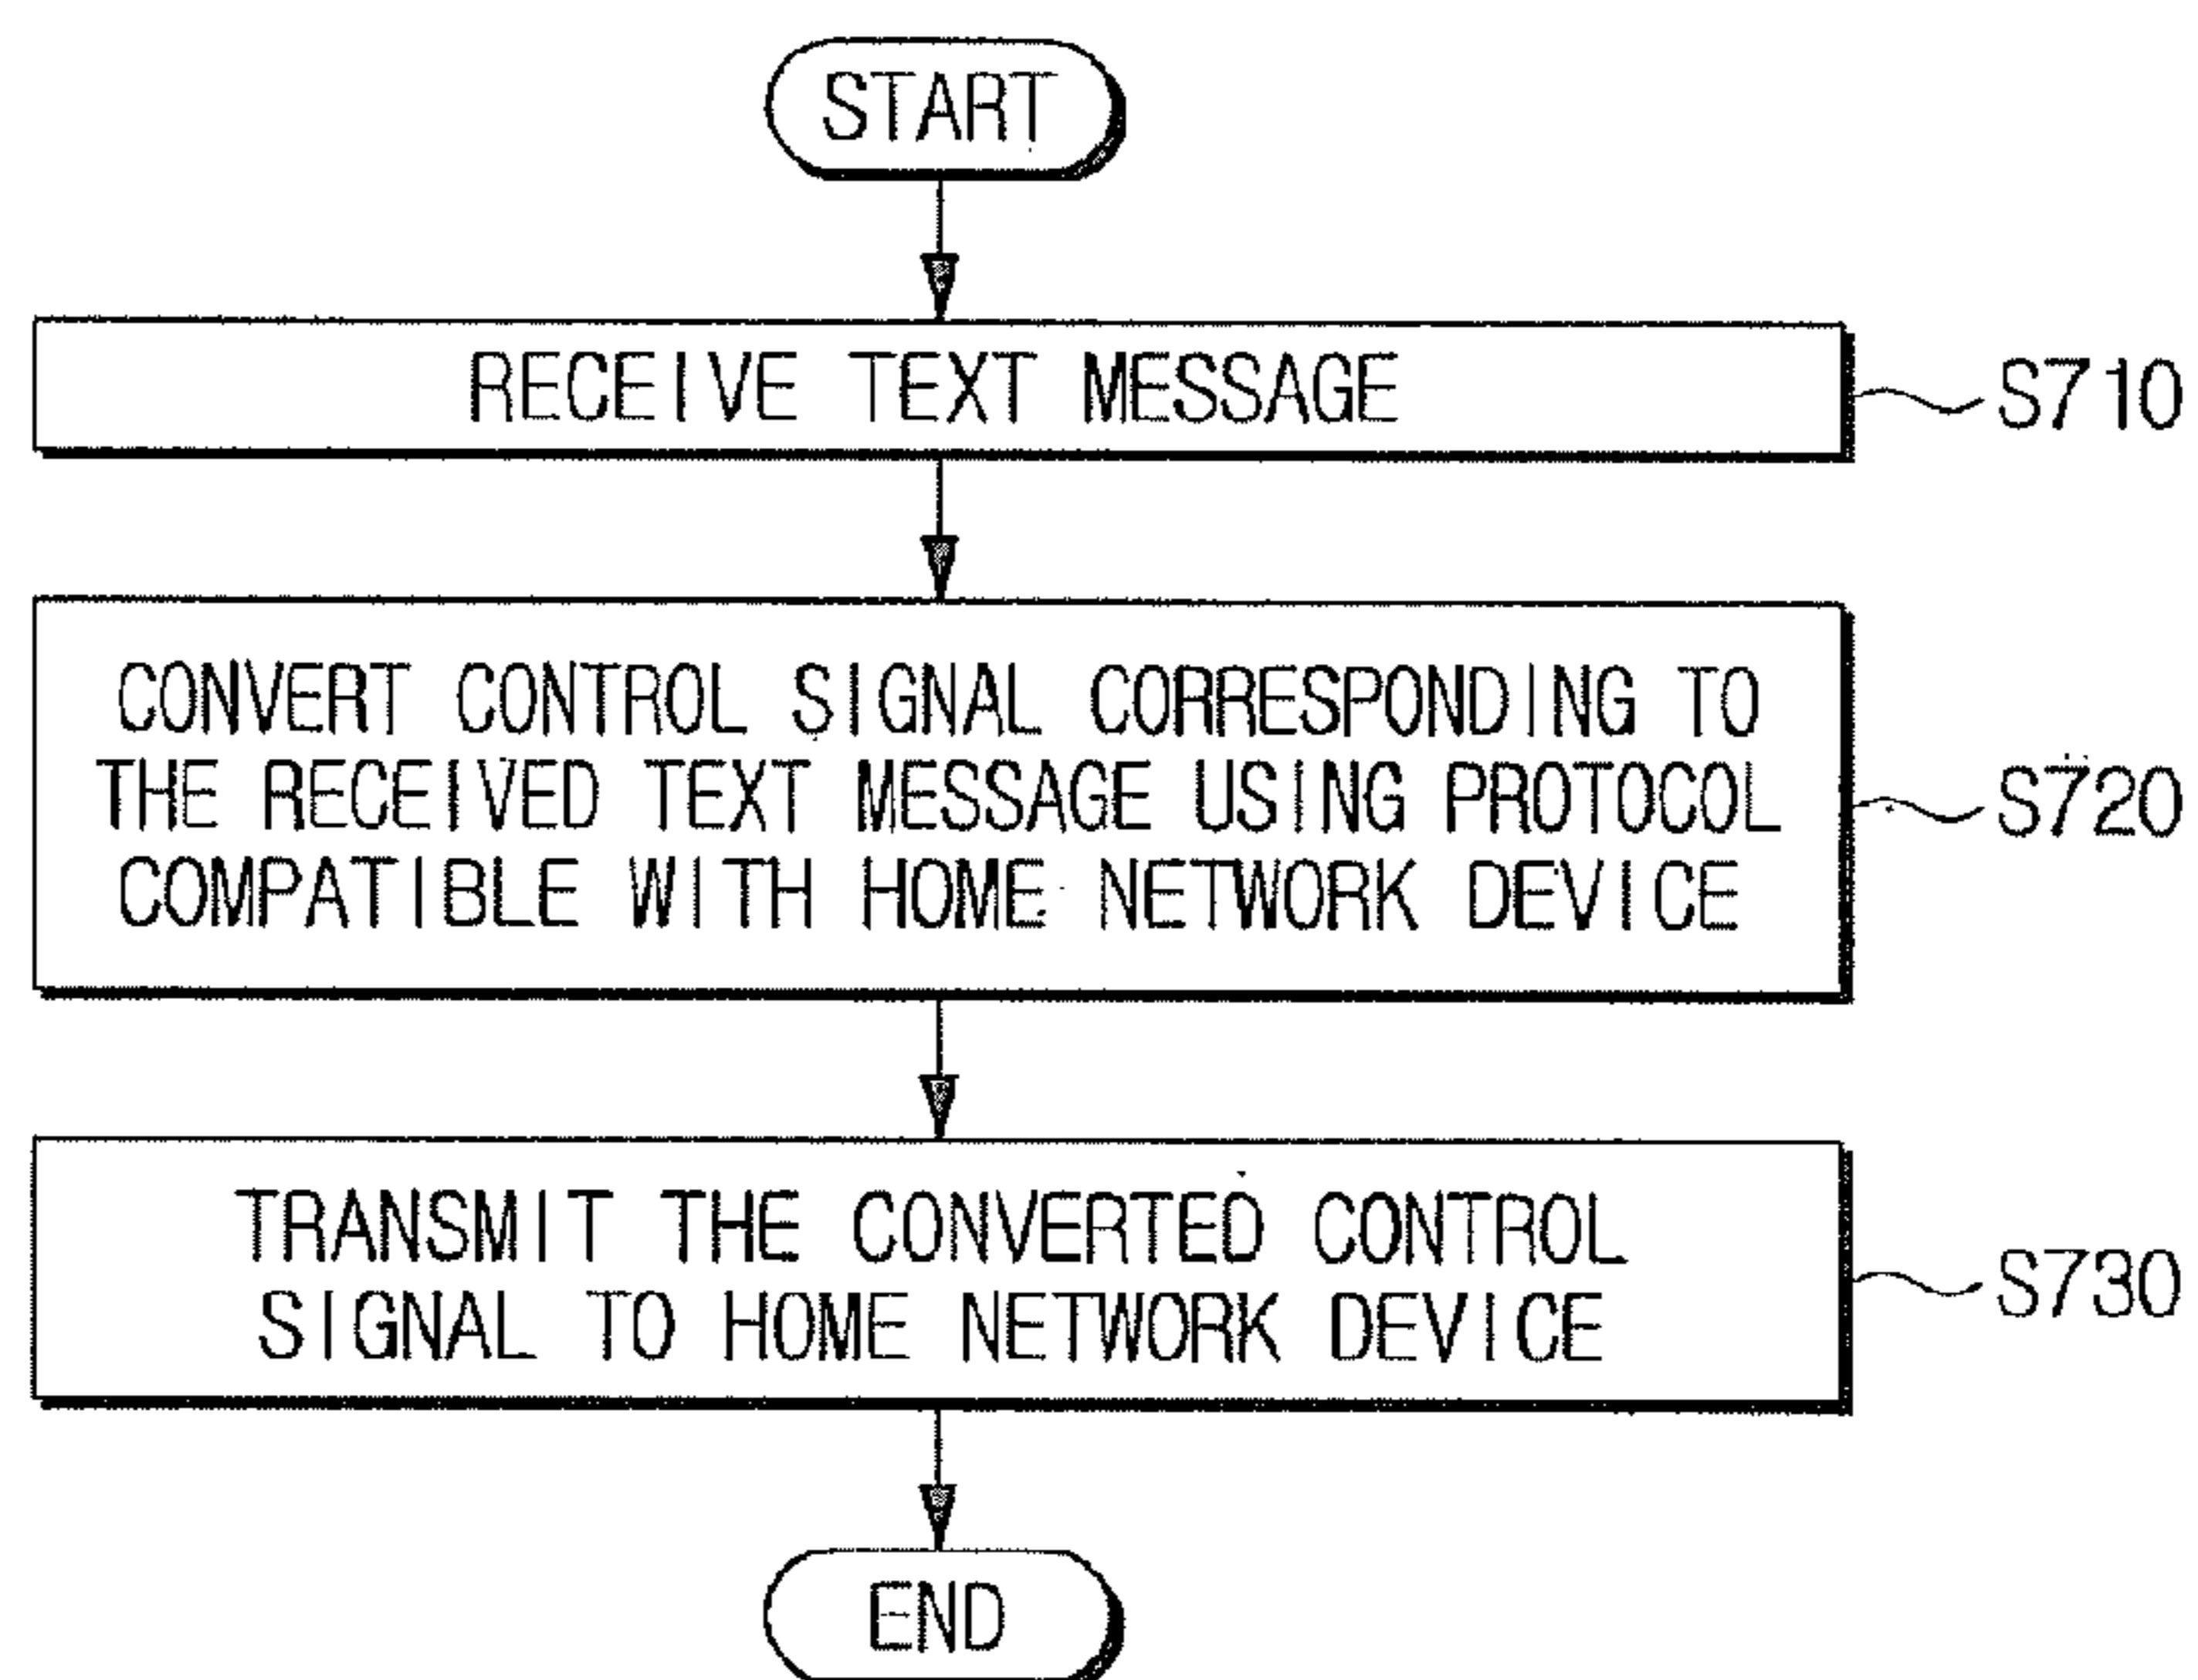 START
RECEIVE TEXT MESSAGE
S710
CONVERT CONTROL SIGNAL CORRESPONDING TO
THE RECEIVED TEXT MESSAGE USING PROTOCOL
COMPATIBLE WITH HOME NETWORK DEVICE
S720
TRANSMIT THE CONVERTED CONTROL
SIGNAL TO HOME NETWORK DEVICE
S730
END